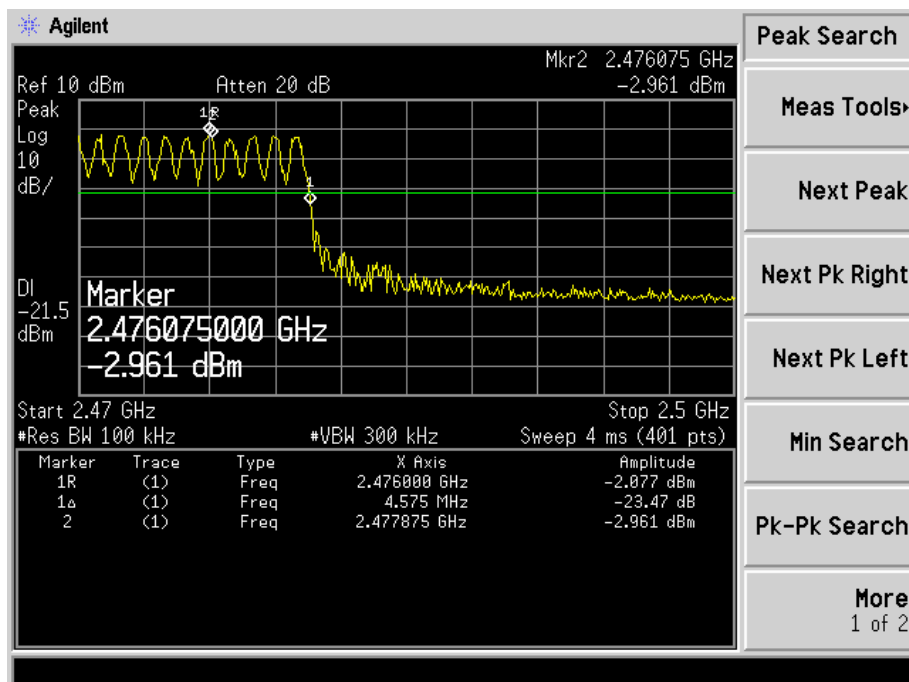 Agilent
Peak Search
Mkr2 2.476075 GHz
Ref 10 dBm Atten 20 dB -2.961 dBm
Peak
Log
10
dB/
1R
1
DI
-21.5
dBm
Marker
2.476075000 GHz
-2.961 dBm
Start 2.47 GHz Stop 2.5 GHz
#Res BW 100 kHz #VBW 300 kHz Sweep 4 ms (401 pts)
Marker Trace Type X Axis Amplitude
1R (1) Freq 2.476000 GHz -2.077 dBm
1Δ (1) Freq 4.575 MHz -23.47 dB
2 (1) Freq 2.477875 GHz -2.961 dBm
Meas Tools
Next Peak
Next Pk Right
Next Pk Left
Min Search
Pk-Pk Search
More
1 of 2